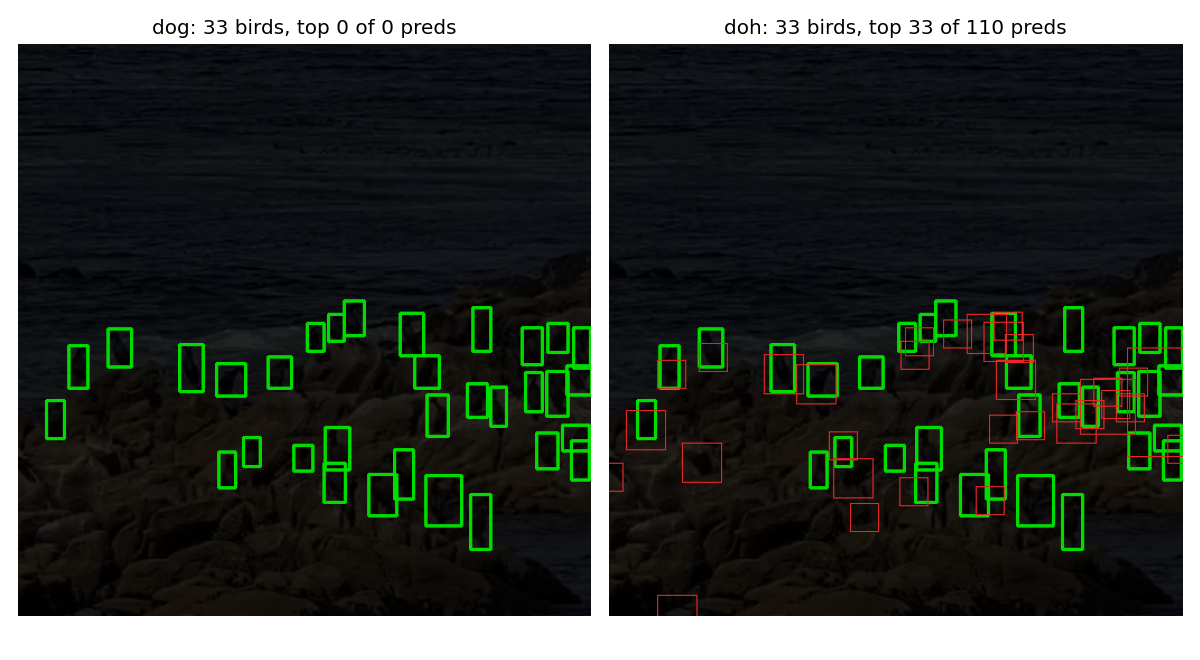 dog: 33 birds, top 0 of 0 preds
doh: 33 birds, top 33 of 110 preds